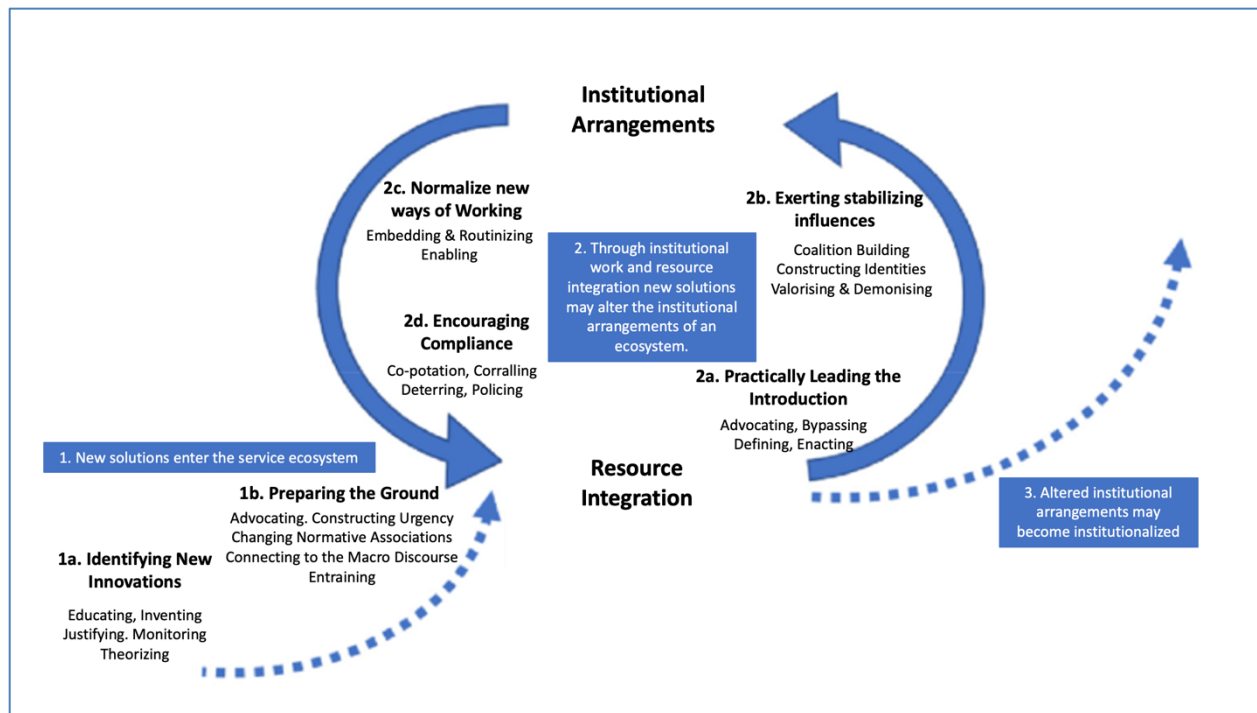 Institutional
Arrangements
2c. Normalize new
ways of Working
Embedding & Routinizing
Enabling
2b. Exerting stabilizing
influences
Coalition Building
Constructing Identities
Valorising & Demonising
2. Through institutional
work and resource
integration new solutions
may alter the institutional
arrangements of an
ecosystem.
2d. Encouraging
Compliance
Co-potation, Corralling
Deterring, Policing
2a. Practically Leading the
Introduction
Advocating, Bypassing
Defining, Enacting
1. New solutions enter the service ecosystem
Resource
Integration
1b. Preparing the Ground
Advocating. Constructing Urgency
Changing Normative Associations
Connecting to the Macro Discourse
Entraining
3. Altered institutional
arrangements may
become institutionalized
1a. Identifying New
Innovations
Educating, Inventing
Justifying. Monitoring
Theorizing